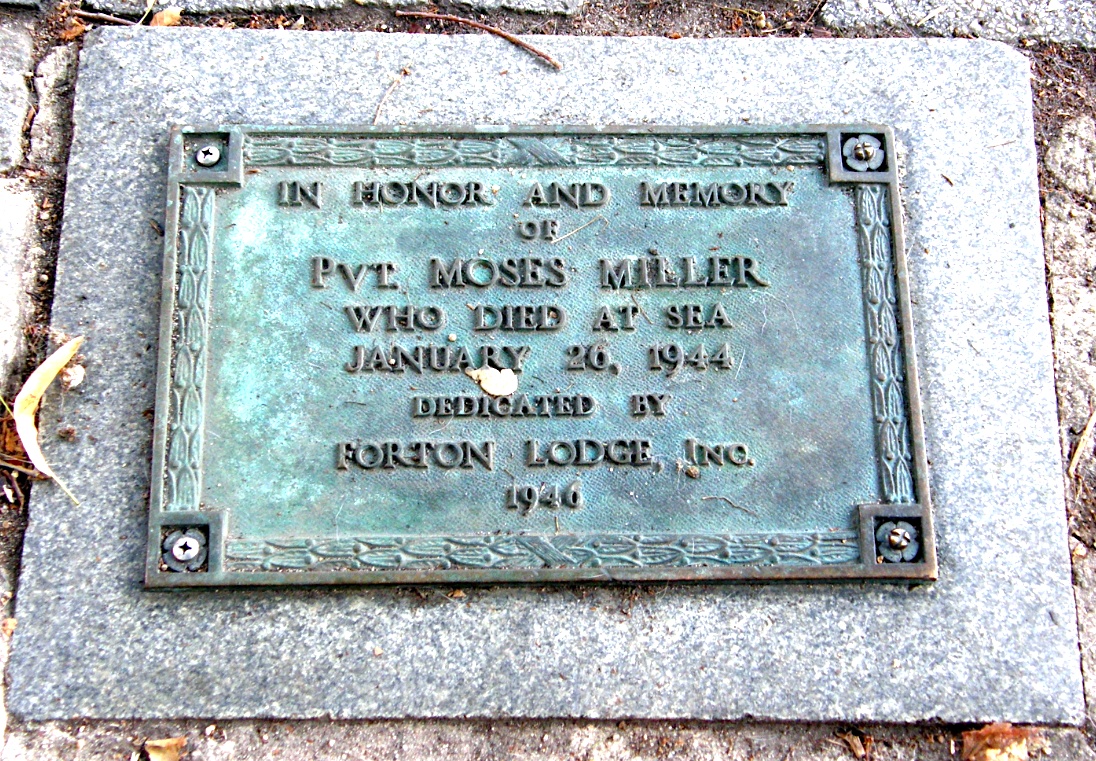 IN HONOR AND MEMORY
OF
PVT. MOSES MILLER
WHO DIED AT SEA
JANUARY 26, 1944
DEDICATED BY
FORTON LODGE, INC.
1946